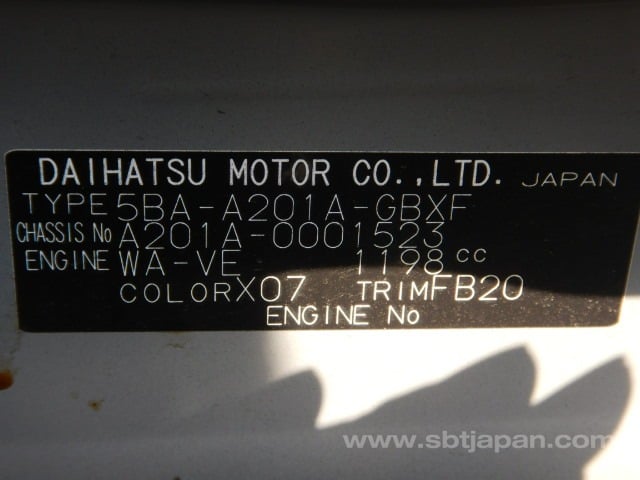 DAIHATSU MOTOR CO.,LTD. JAPAN
TYPE 5BA-A201A-GBXF
CHASSIS No A201A-0001523
ENGINE WA-VE 1198 cc
COLOR X07 TRIM FB20
ENGINE No
www.sbtjapan.com